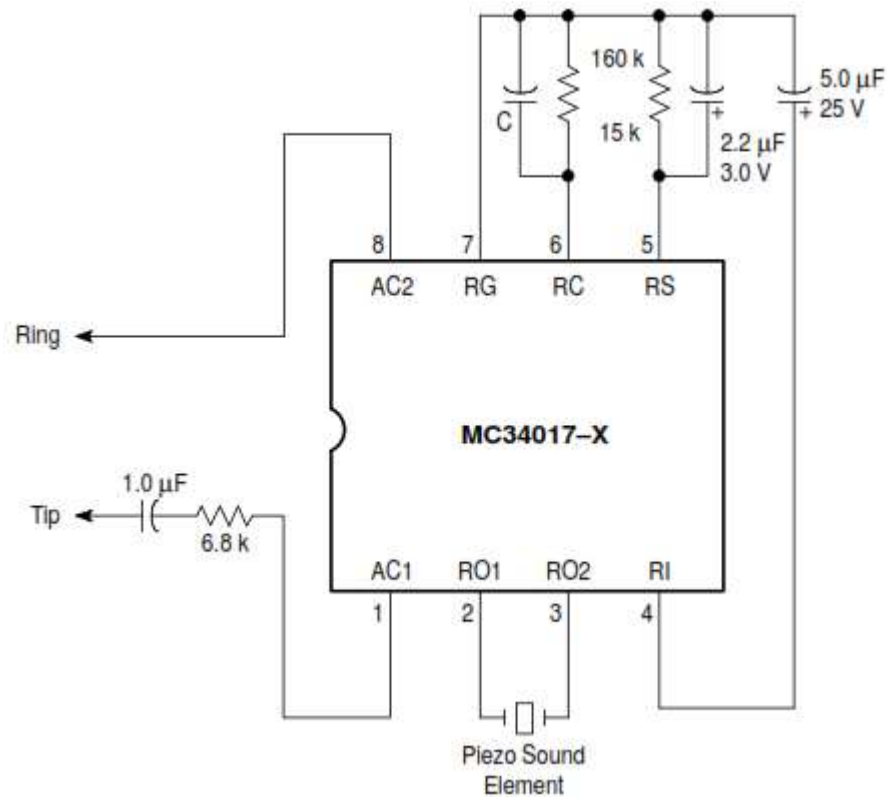 160 k
5.0 μF
25 V
C
15 k
+
+
2.2 μF
3.0 V
8
7
6
5
AC2
RG
RC
RS
Ring
MC34017–X
1.0 μF
Tip
6.8 k
AC1
RO1
RO2
RI
1
2
3
4
Piezo Sound
Element